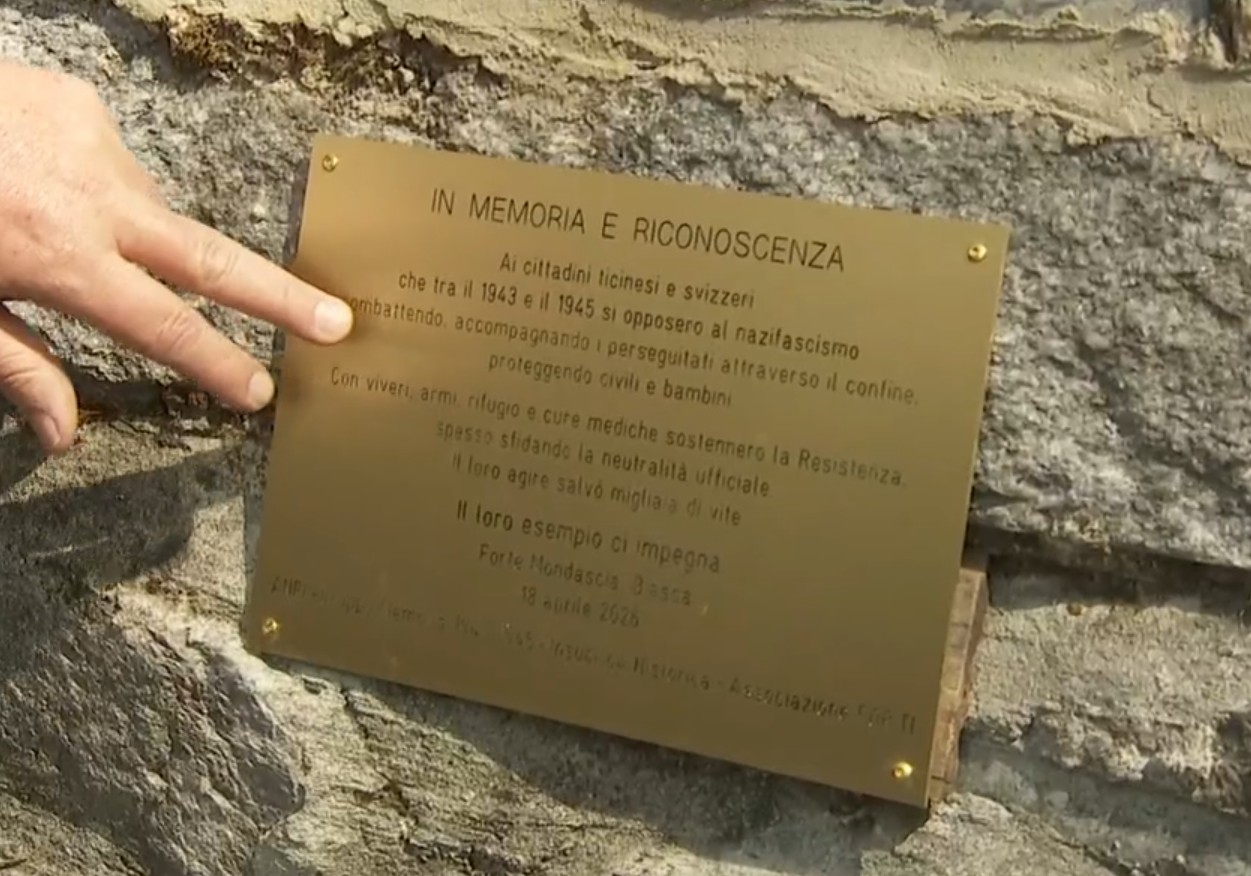 IN MEMORIA E RICONOSCENZA
Ai cittadini ticinesi e svizzeri
che tra il 1943 e il 1945 si opposero al nazifascismo
ombattendo, accompagnando i perseguitati attraverso il confine,
proteggendo civili e bambini
Con viveri, armi, rifugio e cure mediche sostennero la Resistenza,
spesso sfidando la neutralità ufficiale
Il loro agire salvò migliaia di vite
Il loro esempio ci impegna
Forte Mondascia, Biasca
18 aprile 2026
Historica - Associazione